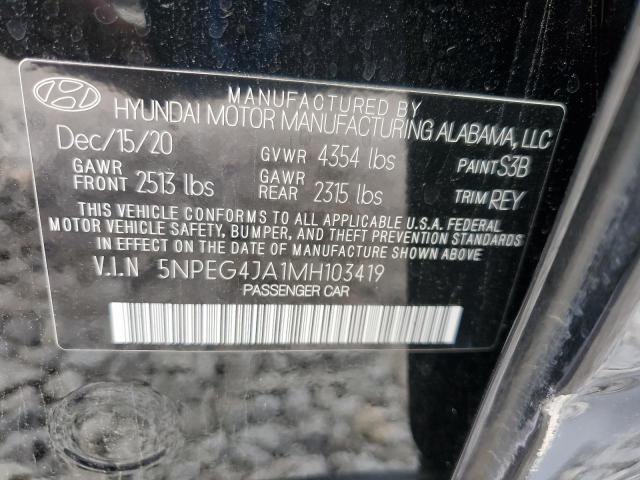 MANUFACTURED BY
HYUNDAI MOTOR MANUFACTURING ALABAMA, LLC
Dec/15/20 GVWR 4354 lbs PAINT S3B
GAWR FRONT 2513 lbs GAWR REAR 2315 lbs TRIM REY
THIS VEHICLE CONFORMS TO ALL APPLICABLE U.S.A. FEDERAL
MOTOR VEHICLE SAFETY, BUMPER, AND THEFT PREVENTION STANDARDS
IN EFFECT ON THE DATE OF MANUFACTURE SHOWN ABOVE.
V.I.N 5NPEG4JA1MH103419
PASSENGER CAR